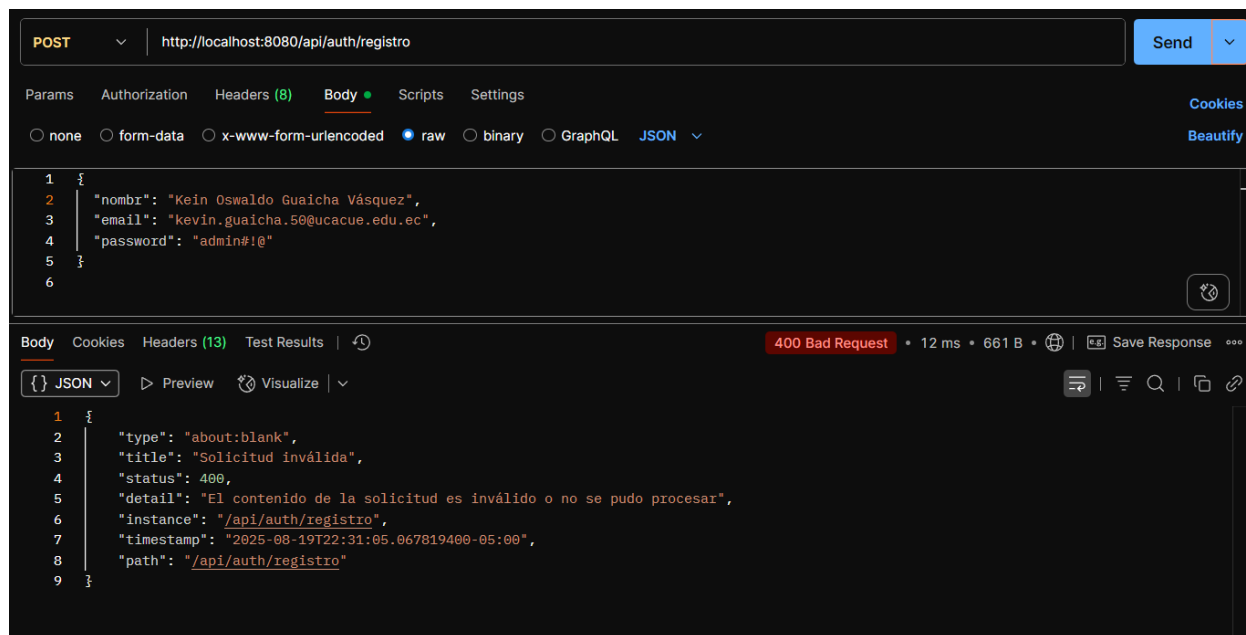 POST http://localhost:8080/api/auth/registro Send
Params Authorization Headers (8) Body Scripts Settings Cookies
none form-data x-www-form-urlencoded raw binary GraphQL JSON Beautify
1 {
2 "nombr": "Kein Oswaldo Guaicha Vásquez",
3 "email": "kevin.guaicha.50@ucacue.edu.ec",
4 "password": "admin#!@"
5 }
6
Body Cookies Headers (13) Test Results 400 Bad Request • 12 ms • 661 B • e.g. Save Response
{} JSON Preview Visualize
1 {
2 "type": "about:blank",
3 "title": "Solicitud inválida",
4 "status": 400,
5 "detail": "El contenido de la solicitud es inválido o no se pudo procesar",
6 "instance": "/api/auth/registro",
7 "timestamp": "2025-08-19T22:31:05.067819400-05:00",
8 "path": "/api/auth/registro"
9 }